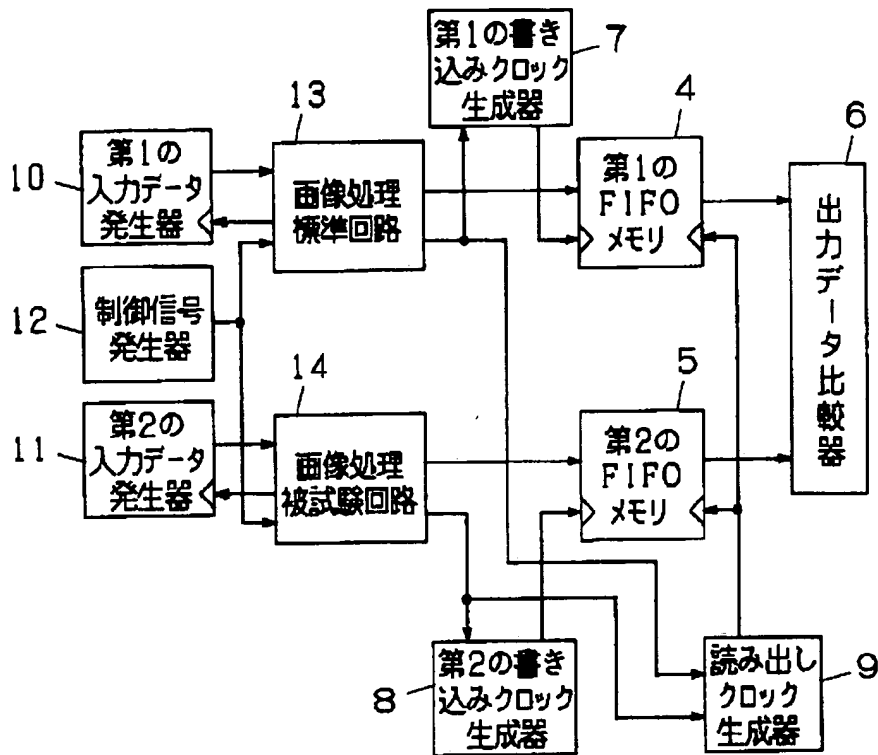 第1の書き
込みクロック
生成器
7
13
4
6
10
第1の
入力データ
発生器
画像処理
標準回路
第1の
FIFO
メモリ
出力データ比較器
12
制御信号
発生器
14
5
11
第2の
入力データ
発生器
画像処理
被試験回路
第2の
FIFO
メモリ
8
第2の書き
込みクロック
生成器
読み出し
クロック
生成器
9